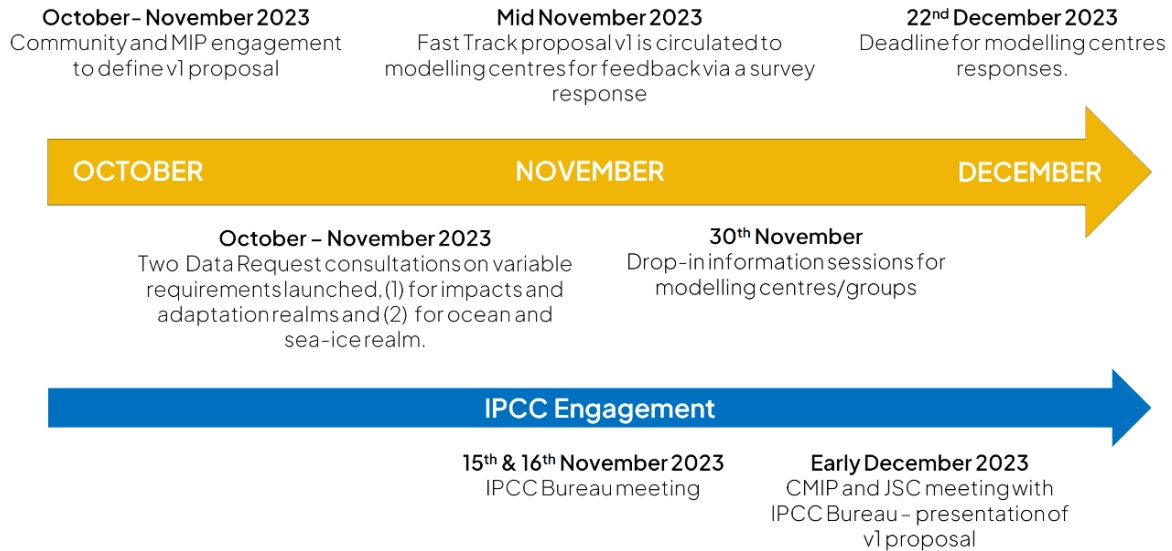 October – November 2023
Community and MIP engagement
to define v1 proposal
Mid November 2023
Fast Track proposal v1 is circulated to
modelling centres for feedback via a survey
response
22nd December 2023
Deadline for modelling centres
responses.
OCTOBER
NOVEMBER
DECEMBER
October – November 2023
Two Data Request consultations on variable
requirements launched, (1) for impacts and
adaptation realms and (2) for ocean and
sea-ice realm.
30th November
Drop-in information sessions for
modelling centres/groups
IPCC Engagement
15th & 16th November 2023
IPCC Bureau meeting
Early December 2023
CMIP and JSC meeting with
IPCC Bureau – presentation of
v1 proposal